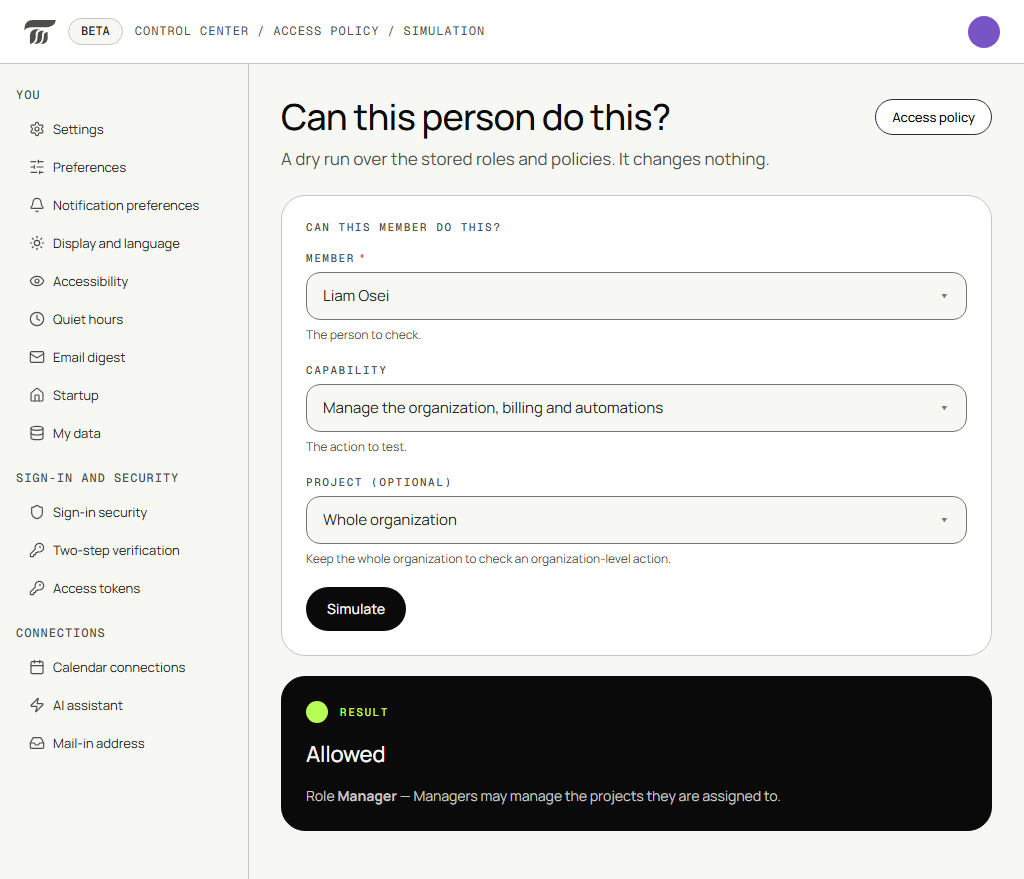 BETA
CONTROL CENTER / ACCESS POLICY / SIMULATION
YOU
Settings
Preferences
Notification preferences
Display and language
Accessibility
Quiet hours
Email digest
Startup
My data
SIGN-IN AND SECURITY
Sign-in security
Two-step verification
Access tokens
CONNECTIONS
Calendar connections
AI assistant
Mail-in address
Can this person do this?
Access policy
A dry run over the stored roles and policies. It changes nothing.
CAN THIS MEMBER DO THIS?
MEMBER *
Liam Osei
The person to check.
CAPABILITY
Manage the organization, billing and automations
The action to test.
PROJECT (OPTIONAL)
Whole organization
Keep the whole organization to check an organization-level action.
Simulate
RESULT
Allowed
Role Manager — Managers may manage the projects they are assigned to.